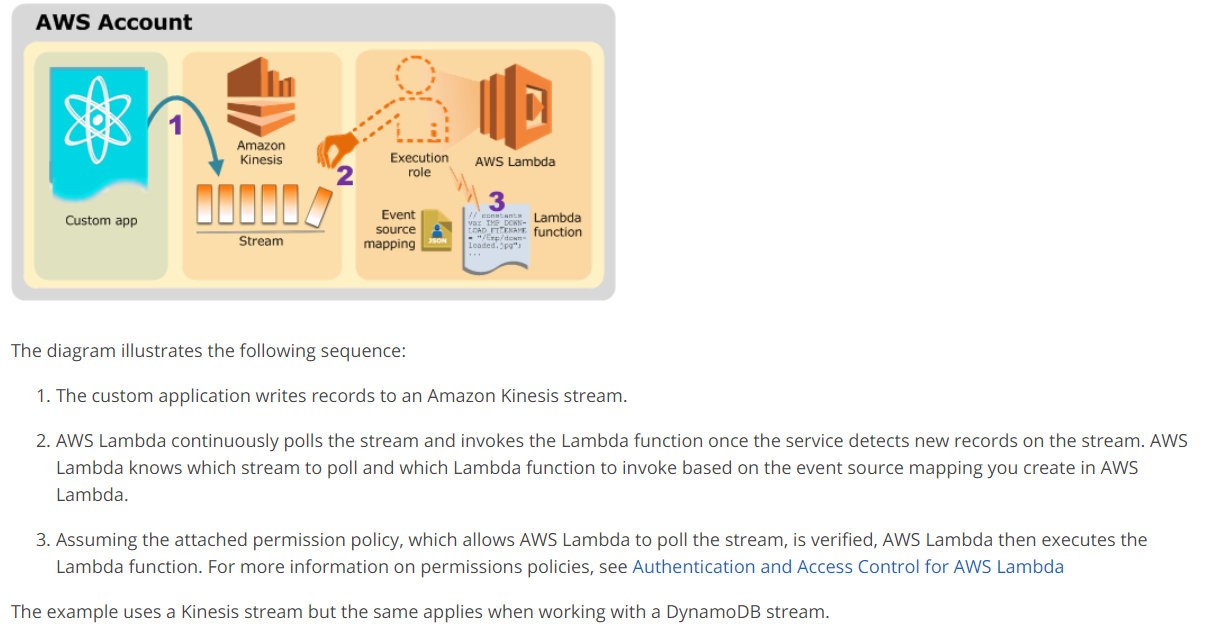 AWS Account
1
Amazon
Kinesis
2
Execution
role
AWS Lambda
Custom app
Stream
Event
source
mapping
JSON
3
// constants
var TMP_DOWN-
LOAD_FILENAME
= "/tmp/down-
loaded.jpg";
...
Lambda
function
The diagram illustrates the following sequence:
1. The custom application writes records to an Amazon Kinesis stream.
2. AWS Lambda continuously polls the stream and invokes the Lambda function once the service detects new records on the stream. AWS
Lambda knows which stream to poll and which Lambda function to invoke based on the event source mapping you create in AWS
Lambda.
3. Assuming the attached permission policy, which allows AWS Lambda to poll the stream, is verified, AWS Lambda then executes the
Lambda function. For more information on permissions policies, see Authentication and Access Control for AWS Lambda
The example uses a Kinesis stream but the same applies when working with a DynamoDB stream.